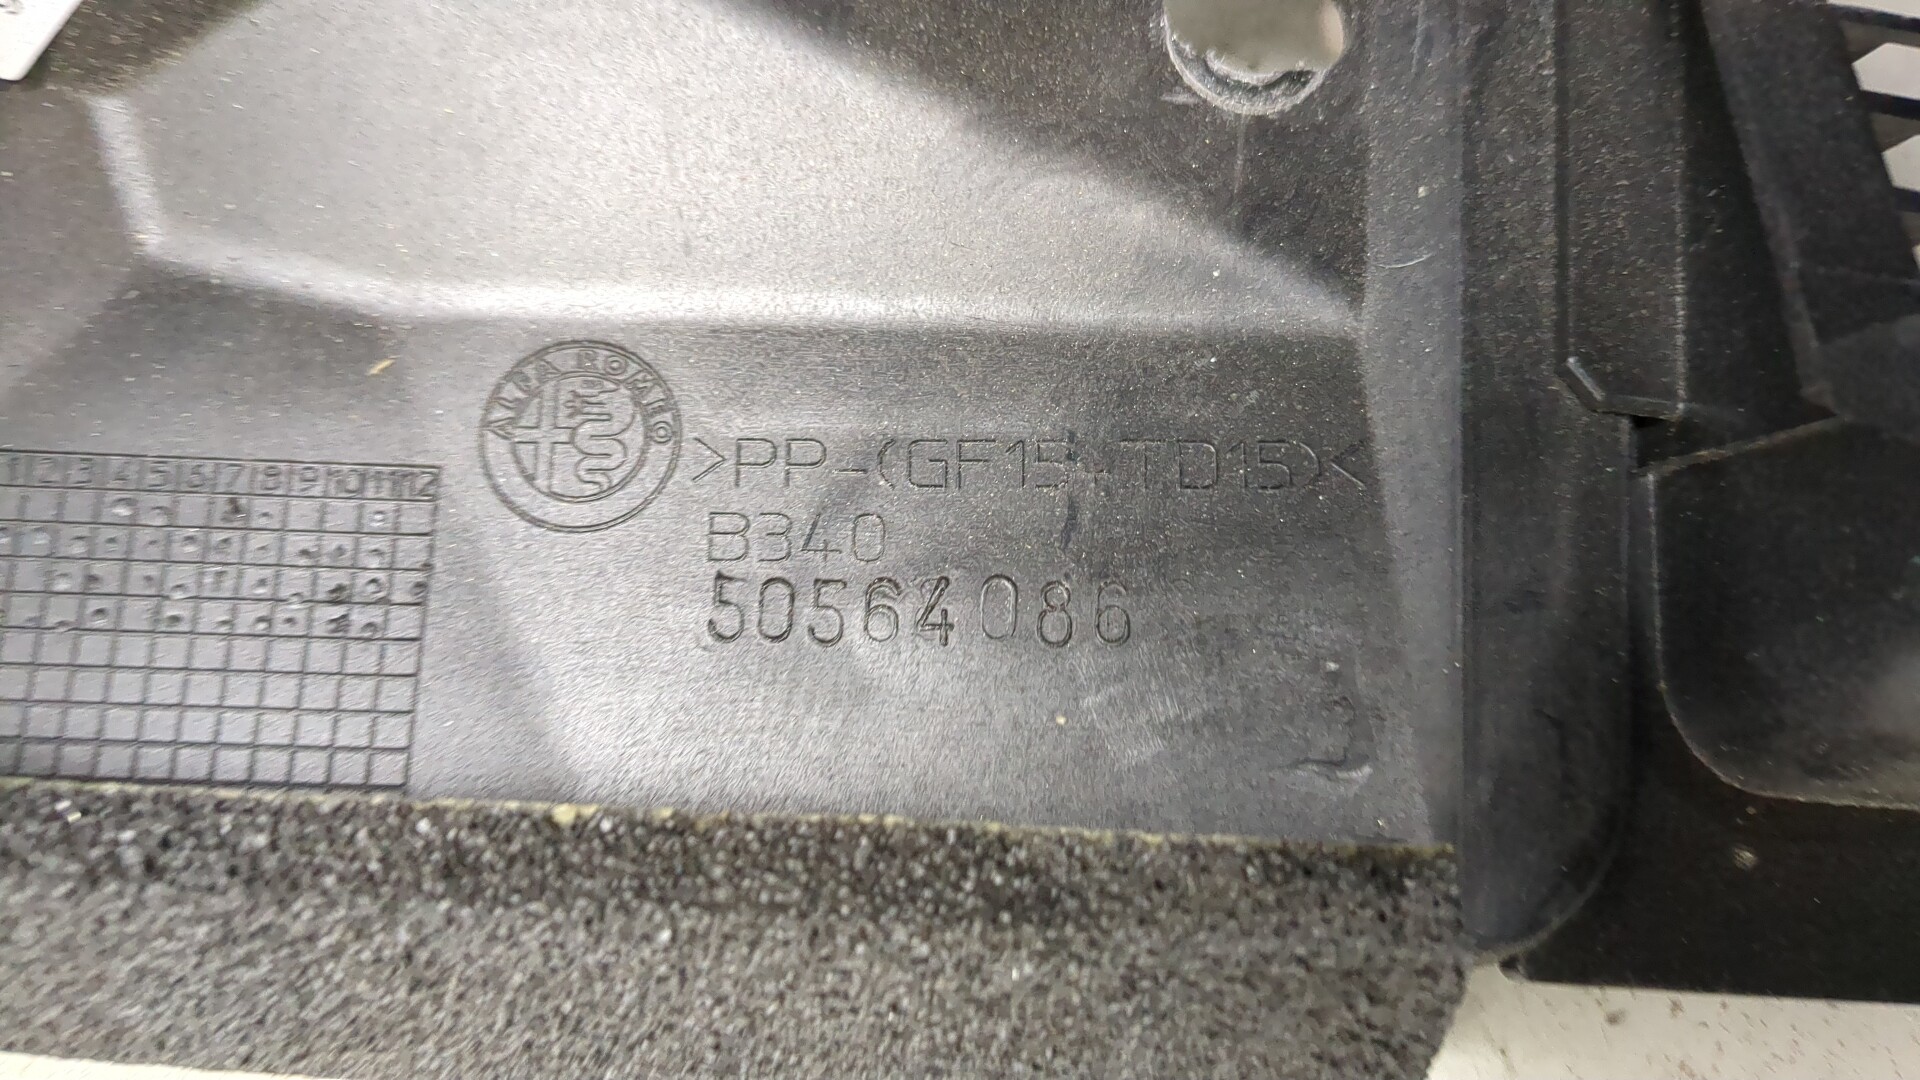 ALFA ROMEO
>PP-(GF15+TD15)<
B340
50564086
1 2 3 4 5 6 7 8 9 10 11 12